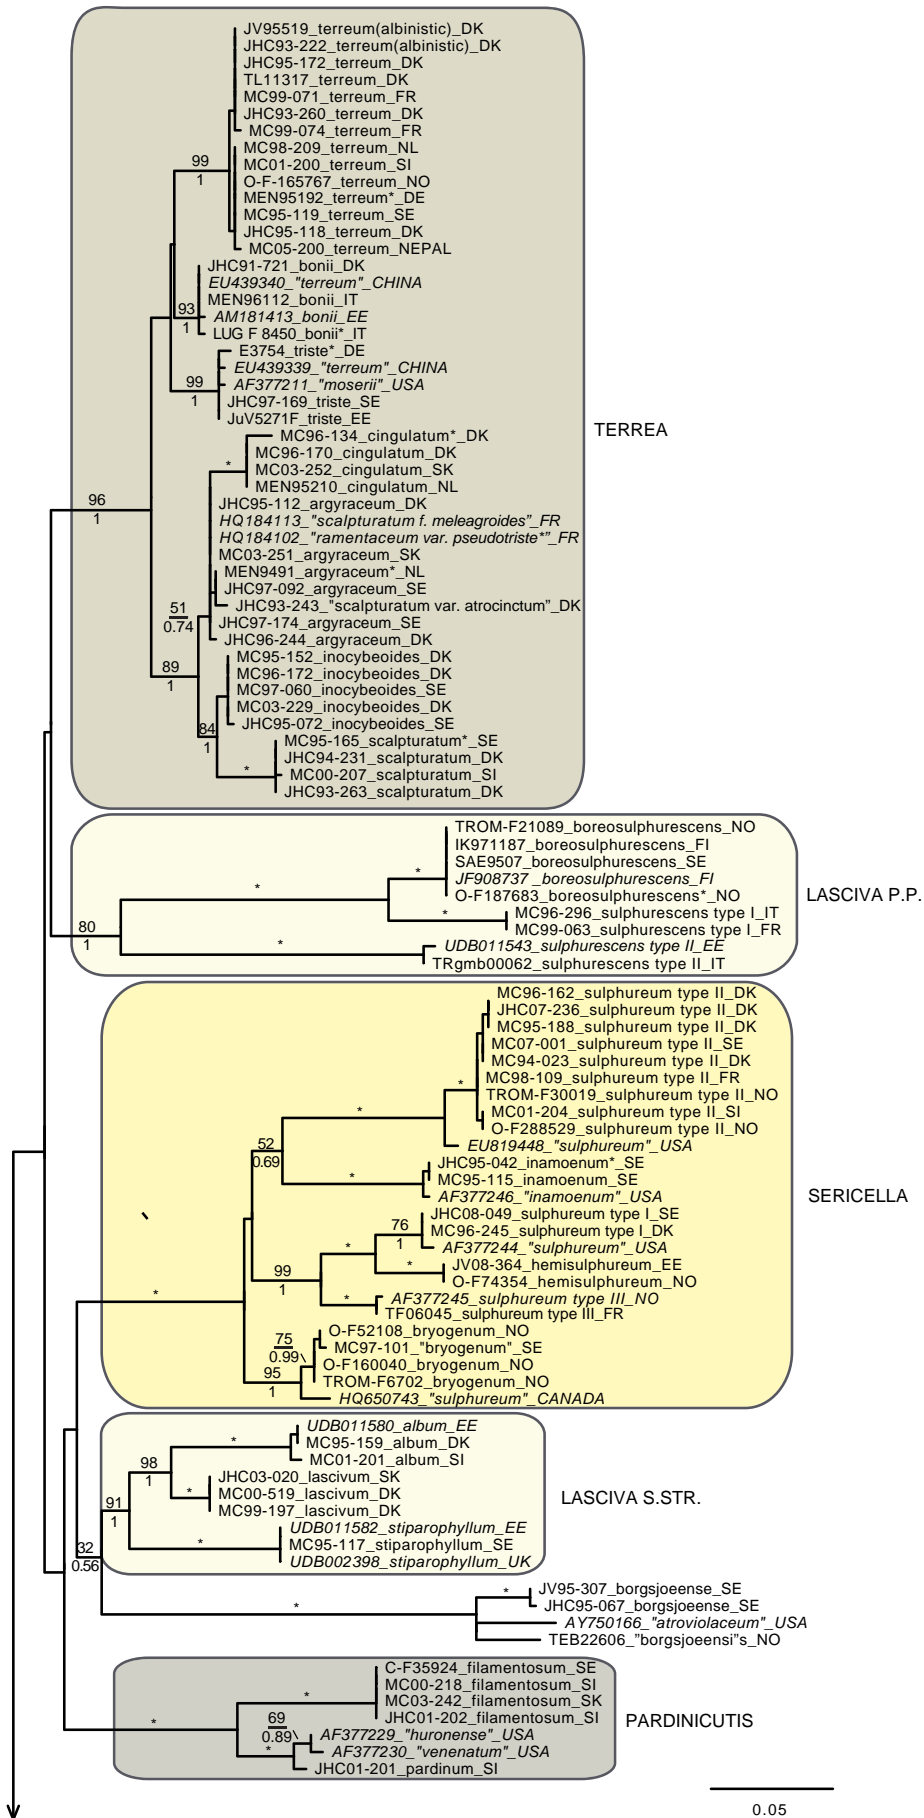 JV95519_terreum(albinistic)_DK
JHC93-222_terreum(albinistic)_DK
JHC95-172_terreum_DK
TL11317_terreum_DK
MC99-071_terreum_FR
JHC93-260_terreum_DK
MC99-074_terreum_FR
MC98-209_terreum_NL
MC01-200_terreum_SI
O-F-165767_terreum_NO
MEN95192_terreum*_DE
MC95-119_terreum_SE
JHC95-118_terreum_DK
MC05-200_terreum_NEPAL
99
1
JHC91-721_bonii_DK
EU439340_"terreum"_CHINA
MEN96112_bonii_IT
AM181413_bonii_EE
LUG F 8450_bonii*_IT
93
1
E3754_triste*_DE
EU439339_"terreum"_CHINA
AF377211_"moserii"_USA
JHC97-169_triste_SE
JuV5271F_triste_EE
99
1
TERREA
MC96-134_cingulatum*_DK
MC96-170_cingulatum_DK
MC03-252_cingulatum_SK
MEN95210_cingulatum_NL
*
96
1
JHC95-112_argyraceum_DK
HQ184113_"scalpturatum f. meleagroides”_FR
HQ184102_"ramentaceum var. pseudotriste*”_FR
MC03-251_argyraceum_SK
MEN9491_argyraceum*_NL
JHC97-092_argyraceum_SE
JHC93-243_"scalpturatum var. atrocinctum”_DK
JHC97-174_argyraceum_SE
JHC96-244_argyraceum_DK
51
0.74
89
1
MC95-152_inocybeoides_DK
MC96-172_inocybeoides_DK
MC97-060_inocybeoides_SE
MC03-229_inocybeoides_DK
JHC95-072_inocybeoides_SE
84
1
MC95-165_scalpturatum*_SE
JHC94-231_scalpturatum_DK
MC00-207_scalpturatum_SI
JHC93-263_scalpturatum_DK
*
TROM-F21089_boreosulphurescens_NO
IK971187_boreosulphurescens_FI
SAE9507_boreosulphurescens_SE
JF908737 _boreosulphurescens_FI
O-F187683_boreosulphurescens*_NO
*
*
LASCIVA P.P.
MC96-296_sulphurescens type I_IT
MC99-063_sulphurescens type I_FR
*
80
1
UDB011543_sulphurescens type II_EE
TRgmb00062_sulphurescens type II_IT
*
MC96-162_sulphureum type II_DK
JHC07-236_sulphureum type II_DK
MC95-188_sulphureum type II_DK
MC07-001_sulphureum type II_SE
MC94-023_sulphureum type II_DK
MC98-109_sulphureum type II_FR
TROM-F30019_sulphureum type II_NO
MC01-204_sulphureum type II_SI
O-F288529_sulphureum type II_NO
*
*
EU819448_"sulphureum"_USA
52
0.69
JHC95-042_inamoenum*_SE
MC95-115_inamoenum_SE
AF377246_"inamoenum"_USA
*
SERICELLA
JHC08-049_sulphureum type I_SE
MC96-245_sulphureum type I_DK
AF377244_"sulphureum"_USA
76
1
*
JV08-364_hemisulphureum_EE
O-F74354_hemisulphureum_NO
*
99
1
AF377245_sulphureum type III_NO
TF06045_sulphureum type III_FR
*
*
O-F52108_bryogenum_NO
MC97-101_"bryogenum"_SE
O-F160040_bryogenum_NO
TROM-F6702_bryogenum_NO
HQ650743_"sulphureum"_CANADA
75
0.99
95
1
UDB011580_album_EE
MC95-159_album_DK
MC01-201_album_SI
*
98
1
JHC03-020_lascivum_SK
MC00-519_lascivum_DK
MC99-197_lascivum_DK
*
LASCIVA S.STR.
91
1
UDB011582_stiparophyllum_EE
MC95-117_stiparophyllum_SE
UDB002398_stiparophyllum_UK
*
32
0.56
JV95-307_borgsjoeense_SE
JHC95-067_borgsjoeense_SE
AY750166_"atroviolaceum"_USA
TEB22606_”borgsjoeensi”s_NO
*
*
C-F35924_filamentosum_SE
MC00-218_filamentosum_SI
MC03-242_filamentosum_SK
JHC01-202_filamentosum_SI
*
PARDINICUTIS
*
69
0.89
AF377229_"huronense"_USA
AF377230_"venenatum"_USA
JHC01-201_pardinum_SI
*
0.05